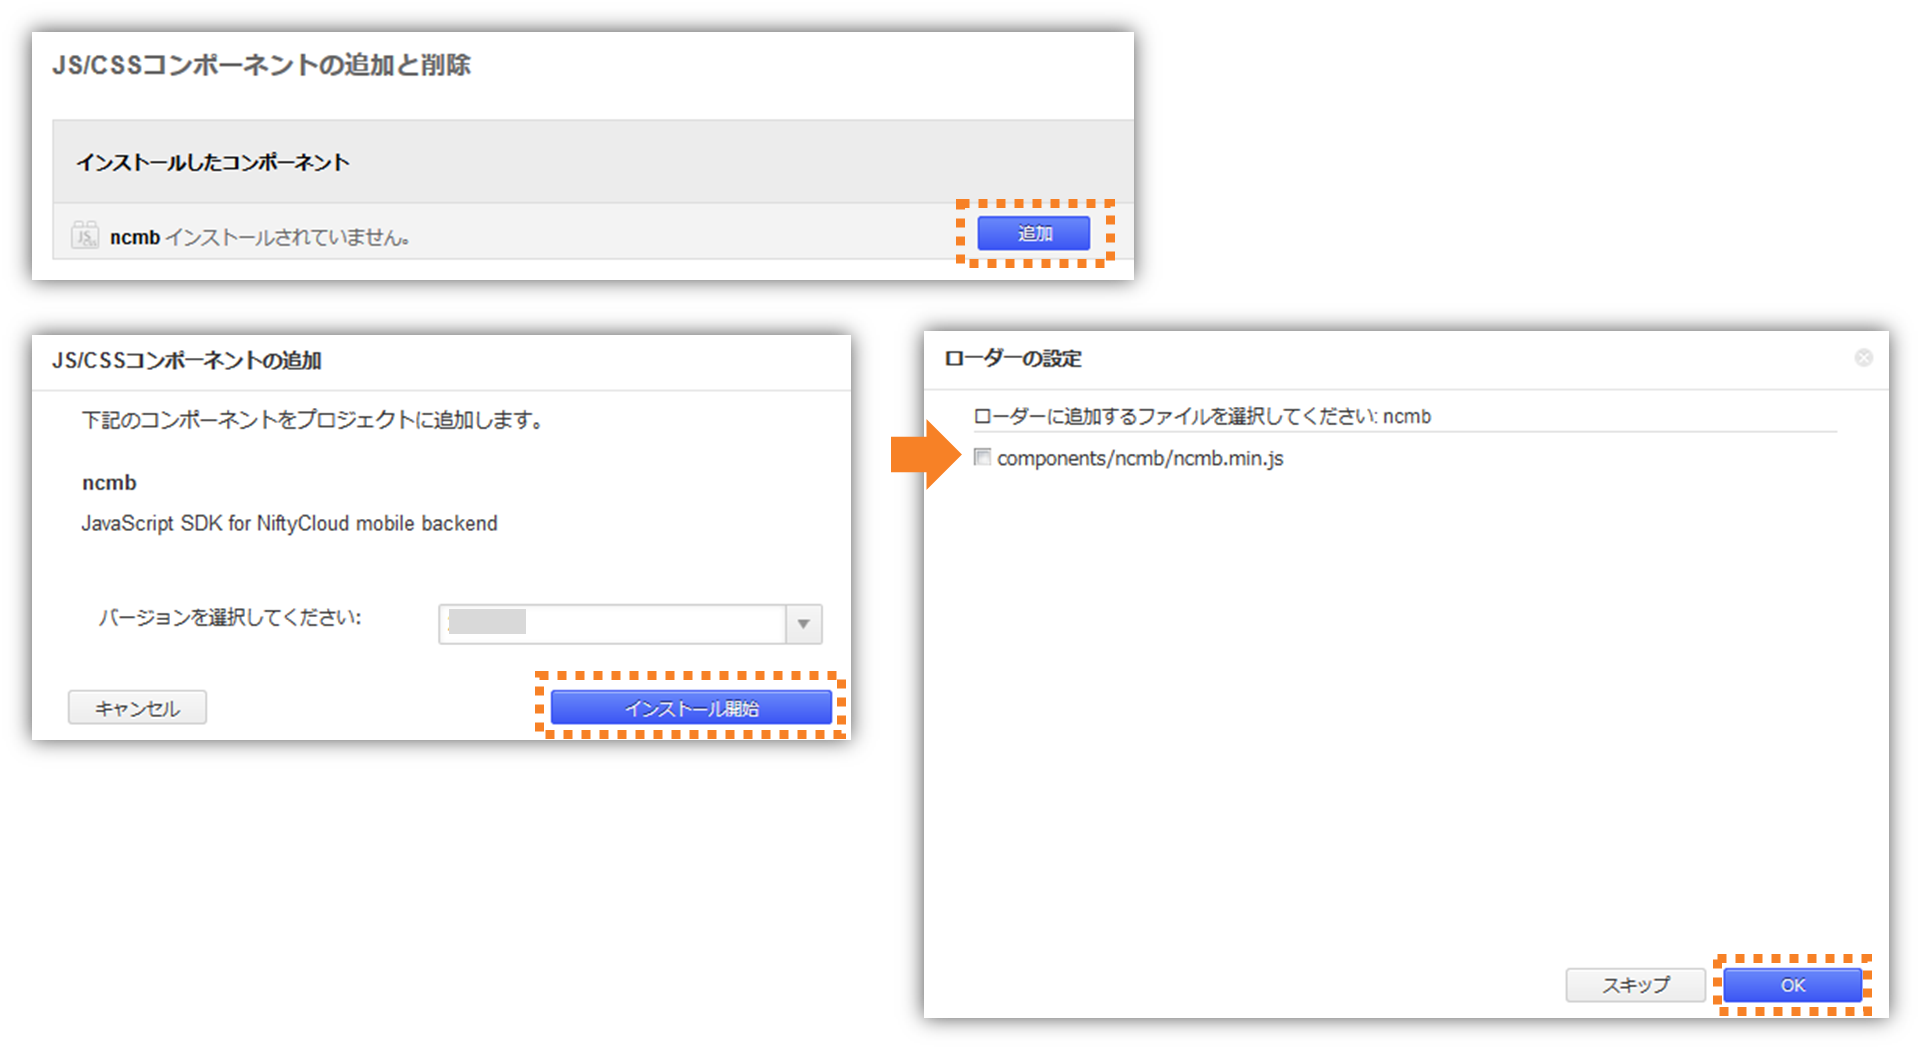 JS/CSSコンポーネントの追加と削除
インストールしたコンポーネント
JS
ncmb インストールされていません。
追加
JS/CSSコンポーネントの追加
下記のコンポーネントをプロジェクトに追加します。
ncmb
JavaScript SDK for NiftyCloud mobile backend
バージョンを選択してください:
キャンセル
インストール開始
ローダーの設定
ローダーに追加するファイルを選択してください: ncmb
components/ncmb/ncmb.min.js
スキップ
OK